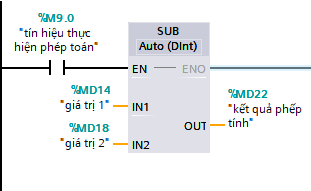 %M9.0
"tín hiệu thực
hiện phép toán"
SUB
Auto (DInt)
EN
ENO
%MD14
"giá trị 1"
IN1
%MD18
"giá trị 2"
IN2
OUT
%MD22
"kết quả phép
tính"